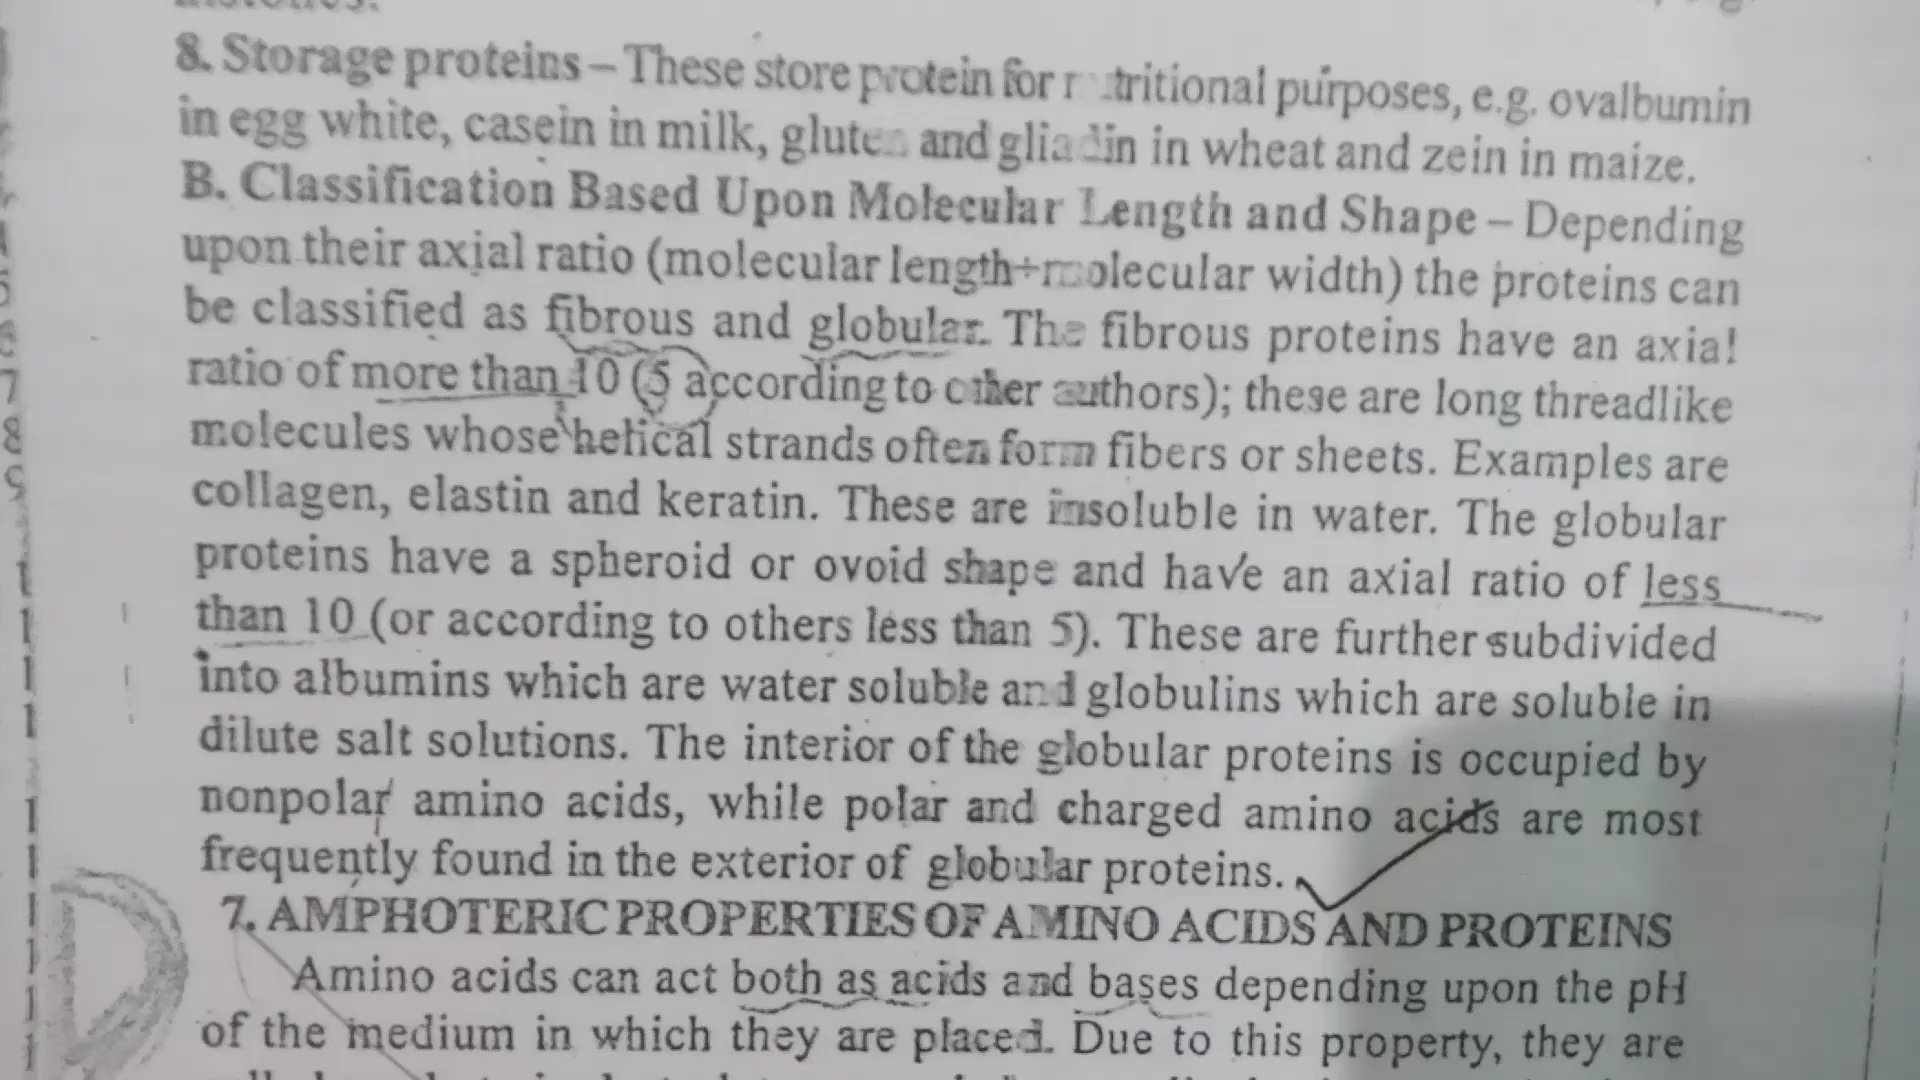 8. Storage proteins – These store protein for nutritional purposes, e.g. ovalbumin
in egg white, casein in milk, gluten and gliadin in wheat and zein in maize.
B. Classification Based Upon Molecular Length and Shape – Depending
upon their axial ratio (molecular length÷molecular width) the proteins can
be classified as fibrous and globular. The fibrous proteins have an axial
ratio of more than 10 (5 according to other authors); these are long threadlike
molecules whose helical strands often form fibers or sheets. Examples are
collagen, elastin and keratin. These are insoluble in water. The globular
proteins have a spheroid or ovoid shape and have an axial ratio of less
than 10 (or according to others less than 5). These are further subdivided
into albumins which are water soluble and globulins which are soluble in
dilute salt solutions. The interior of the globular proteins is occupied by
nonpolar amino acids, while polar and charged amino acids are most
frequently found in the exterior of globular proteins.
7. AMPHOTERIC PROPERTIES OF AMINO ACIDS AND PROTEINS
Amino acids can act both as acids and bases depending upon the pH
of the medium in which they are placed. Due to this property, they are